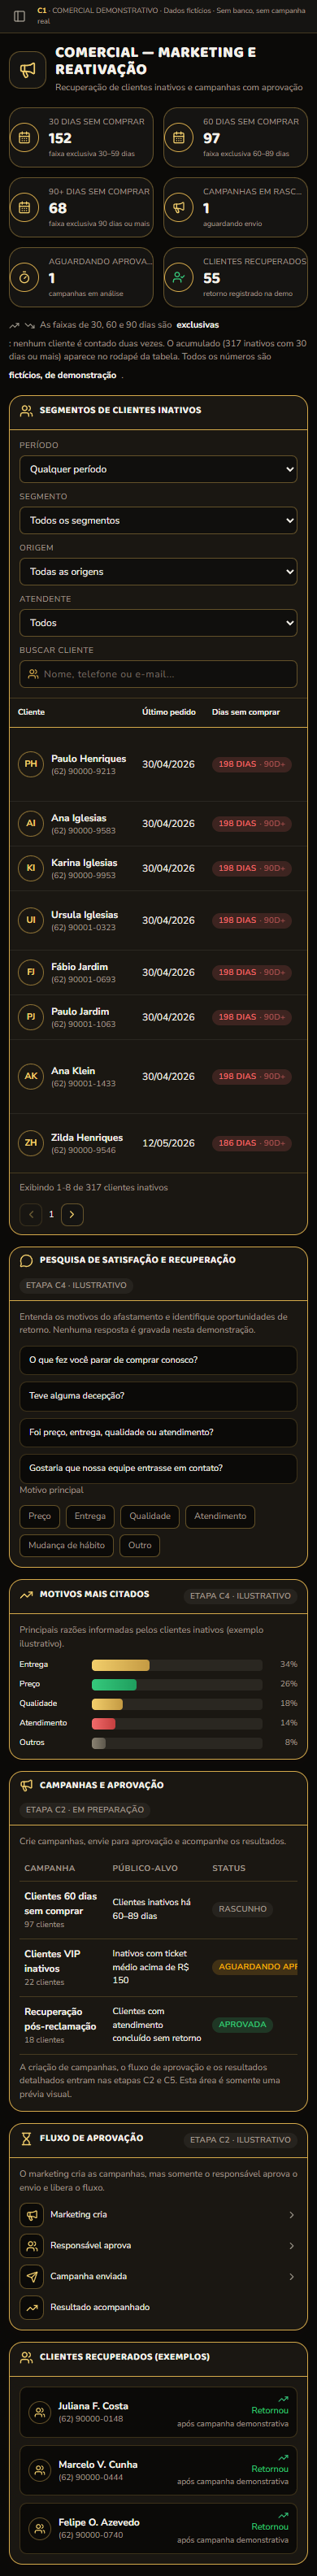 C1 · COMERCIAL DEMONSTRATIVO · Dados fictícios · Sem banco, sem campanha
real
COMERCIAL — MARKETING E
REATIVAÇÃO
Recuperação de clientes inativos e campanhas com aprovação
30 DIAS SEM COMPRAR
152
faixa exclusiva 30–59 dias
60 DIAS SEM COMPRAR
97
faixa exclusiva 60–89 dias
90+ DIAS SEM COMPRAR
68
faixa exclusiva 90 dias ou mais
CAMPANHAS EM RASC...
1
aguardando envio
AGUARDANDO APROVA...
1
campanhas em análise
CLIENTES RECUPERADOS
55
retorno registrado na demo
As faixas de 30, 60 e 90 dias são exclusivas
: nenhum cliente é contado duas vezes. O acumulado (317 inativos com 30
dias ou mais) aparece no rodapé da tabela. Todos os números são
fictícios, de demonstração .
SEGMENTOS DE CLIENTES INATIVOS
PERÍODO
Qualquer período
SEGMENTO
Todos os segmentos
ORIGEM
Todas as origens
ATENDENTE
Todos
BUSCAR CLIENTE
Nome, telefone ou e-mail...
Cliente Último pedido Dias sem comprar
PH Paulo Henriques 30/04/2026 198 DIAS · 90D+
(62) 90000-9213
AI Ana Iglesias 30/04/2026 198 DIAS · 90D+
(62) 90000-9583
KI Karina Iglesias 30/04/2026 198 DIAS · 90D+
(62) 90000-9953
UI Ursula Iglesias 30/04/2026 198 DIAS · 90D+
(62) 90001-0323
FJ Fábio Jardim 30/04/2026 198 DIAS · 90D+
(62) 90001-0693
PJ Paulo Jardim 30/04/2026 198 DIAS · 90D+
(62) 90001-1063
AK Ana Klein 30/04/2026 198 DIAS · 90D+
(62) 90001-1433
ZH Zilda Henriques 12/05/2026 186 DIAS · 90D+
(62) 90000-9546
Exibindo 1-8 de 317 clientes inativos
1
PESQUISA DE SATISFAÇÃO E RECUPERAÇÃO
ETAPA C4 · ILUSTRATIVO
Entenda os motivos do afastamento e identifique oportunidades de
retorno. Nenhuma resposta é gravada nesta demonstração.
O que fez você parar de comprar conosco?
Teve alguma decepção?
Foi preço, entrega, qualidade ou atendimento?
Gostaria que nossa equipe entrasse em contato?
Motivo principal
Preço Entrega Qualidade Atendimento
Mudança de hábito Outro
MOTIVOS MAIS CITADOS ETAPA C4 · ILUSTRATIVO
Principais razões informadas pelos clientes inativos (exemplo
ilustrativo).
Entrega 34%
Preço 26%
Qualidade 18%
Atendimento 14%
Outros 8%
CAMPANHAS E APROVAÇÃO
ETAPA C2 · EM PREPARAÇÃO
Crie campanhas, envie para aprovação e acompanhe os resultados.
CAMPANHA PÚBLICO-ALVO STATUS
Clientes 60 dias
sem comprar
97 clientes
Clientes inativos há
60–89 dias
RASCUNHO
Clientes VIP
inativos
22 clientes
Inativos com ticket
médio acima de R$
150
AGUARDANDO APR
Recuperação
pós-reclamação
18 clientes
Clientes com
atendimento
concluído sem retorno
APROVADA
A criação de campanhas, o fluxo de aprovação e os resultados
detalhados entram nas etapas C2 e C5. Esta área é somente uma
prévia visual.
FLUXO DE APROVAÇÃO ETAPA C2 · ILUSTRATIVO
O marketing cria as campanhas, mas somente o responsável aprova o
envio e libera o fluxo.
Marketing cria
Responsável aprova
Campanha enviada
Resultado acompanhado
CLIENTES RECUPERADOS (EXEMPLOS)
Juliana F. Costa
(62) 90000-0148
Retornou
após campanha demonstrativa
Marcelo V. Cunha
(62) 90000-0444
Retornou
após campanha demonstrativa
Felipe O. Azevedo
(62) 90000-0740
Retornou
após campanha demonstrativa